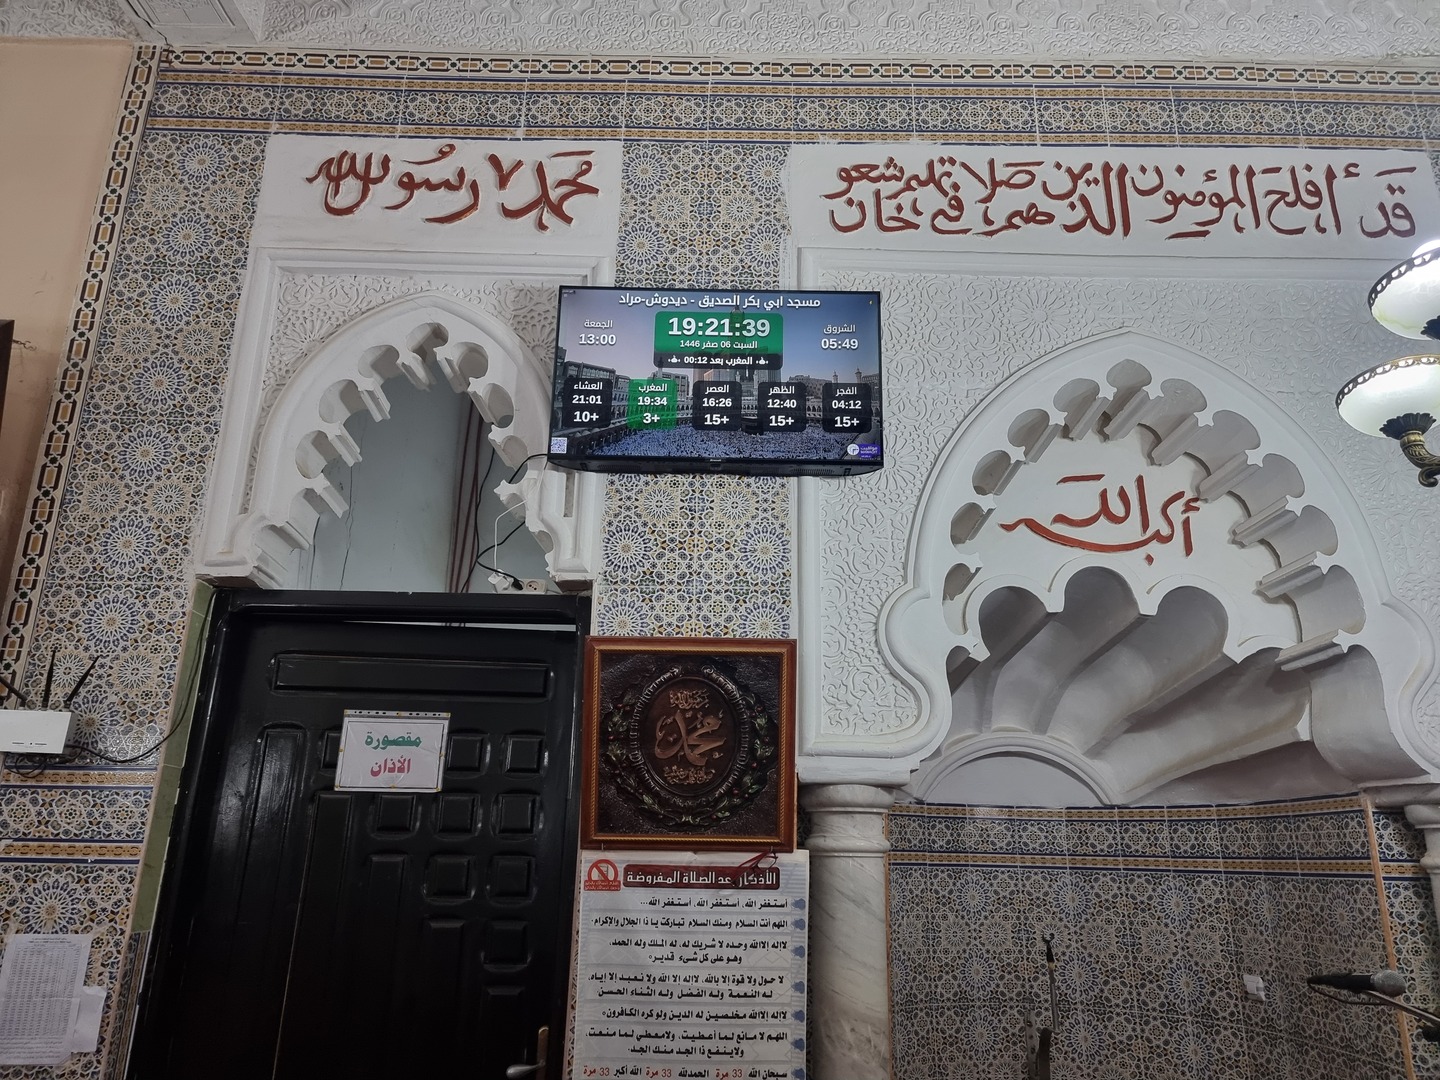 محمد رسول الله
قد أفلح المؤمنون الذين هم في صلاتهم خاشعون
الله أكبر
مسجد ابي بكر الصديق - ديدوش-مراد
الجمعة
13:00
19:21:39
السبت 06 صفر 1446
المغرب بعد 00:12
الشروق
05:49
الفجر
04:12
+15
الظهر
12:40
+15
العصر
16:26
+15
المغرب
19:34
+3
العشاء
21:01
+10
مقصورة
الأذان
محمد
الأذكار بعد الصلاة المفروضة
أستغفر الله، أستغفر الله، أستغفر الله...
اللهم أنت السلام ومنك السلام تباركت يا ذا الجلال والإكرام.
لا إله إلا الله وحده لا شريك له، له الملك وله الحمد،
وهو على كل شيء قدير
لا حول ولا قوة إلا بالله، لا إله إلا الله ولا نعبد الا إياه،
له النعمة وله الفضل وله الثناء الحسن
لا إله إلا الله مخلصين له الدين ولو كره الكافرون
اللهم لا مانع لما أعطيت، ولا معطي لما منعت،
ولا ينفع ذا الجد منك الجد.
سبحان الله 33 مرة الحمد لله 33 مرة الله أكبر 33 مرة